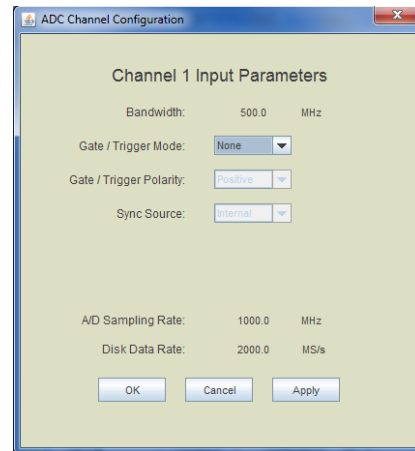 ADC Channel Configuration
Channel 1 Input Parameters
Bandwidth: 500.0 MHz
Gate / Trigger Mode: None
Gate / Trigger Polarity: Positive
Sync Source: Internal
A/D Sampling Rate: 1000.0 MHz
Disk Data Rate: 2000.0 MS/s
OK Cancel Apply